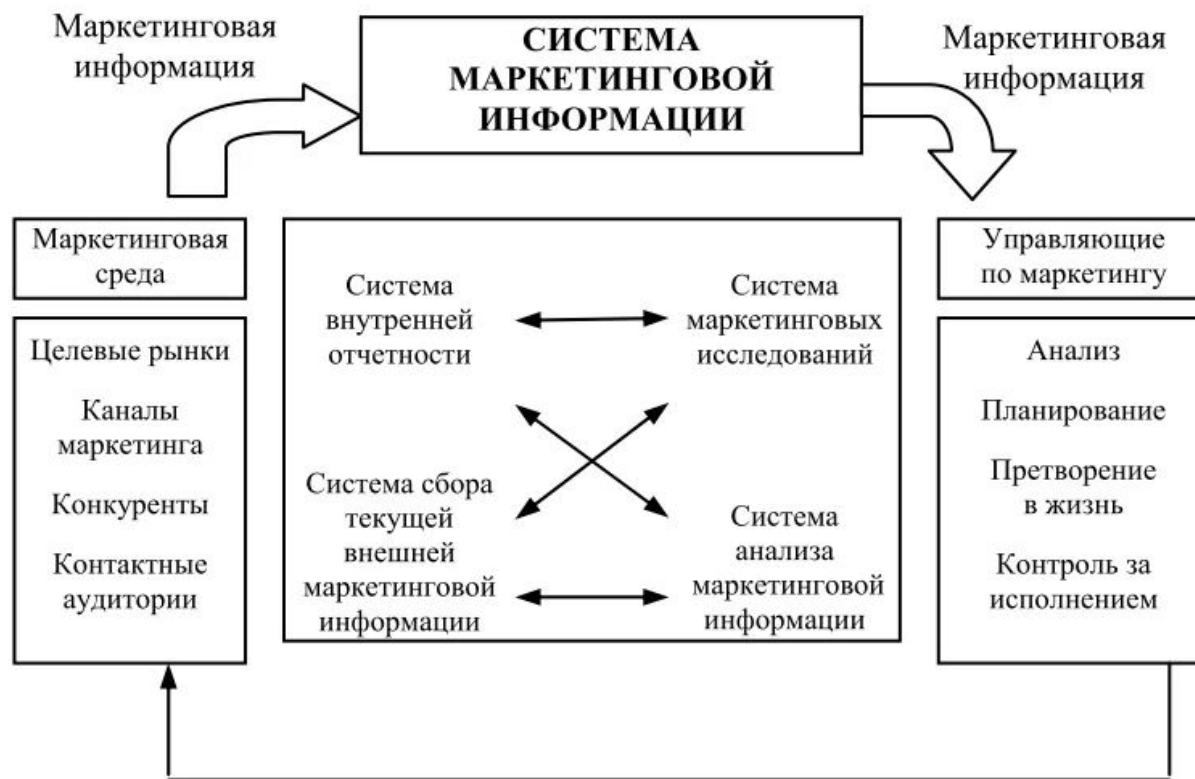 Маркетинговая
информация
СИСТЕМА
МАРКЕТИНГОВОЙ
ИНФОРМАЦИИ
Маркетинговая
информация
Маркетинговая
среда
Целевые рынки
Каналы
маркетинга
Конкуренты
Контактные
аудитории
Система
внутренней
отчетности
Система
маркетинговых
исследований
Система сбора
текущей
внешней
маркетинговой
информации
Система
анализа
маркетинговой
информации
Управляющие
по маркетингу
Анализ
Планирование
Претворение
в жизнь
Контроль за
исполнением